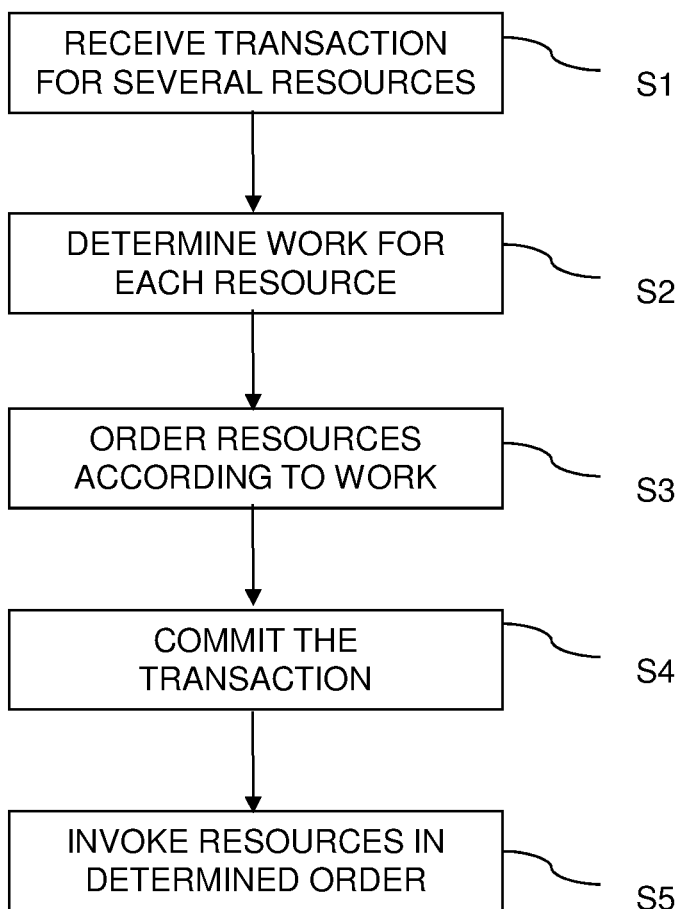 RECEIVE TRANSACTION
FOR SEVERAL RESOURCES
S1
DETERMINE WORK FOR
EACH RESOURCE
S2
ORDER RESOURCES
ACCORDING TO WORK
S3
COMMIT THE
TRANSACTION
S4
INVOKE RESOURCES IN
DETERMINED ORDER
S5